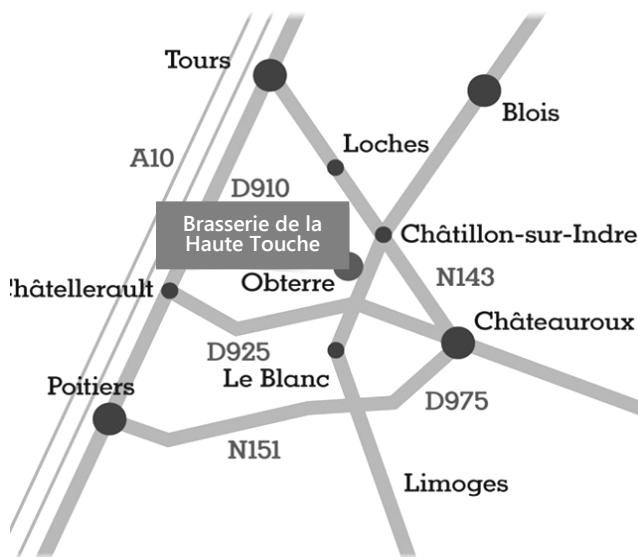 Tours
Blois
Loches
A10
D910
Brasserie de la
Haute Touche
Châtillon-sur-Indre
Obterre
N143
Châtellerault
Châteauroux
D925
Le Blanc
Poitiers
D975
N151
Limoges